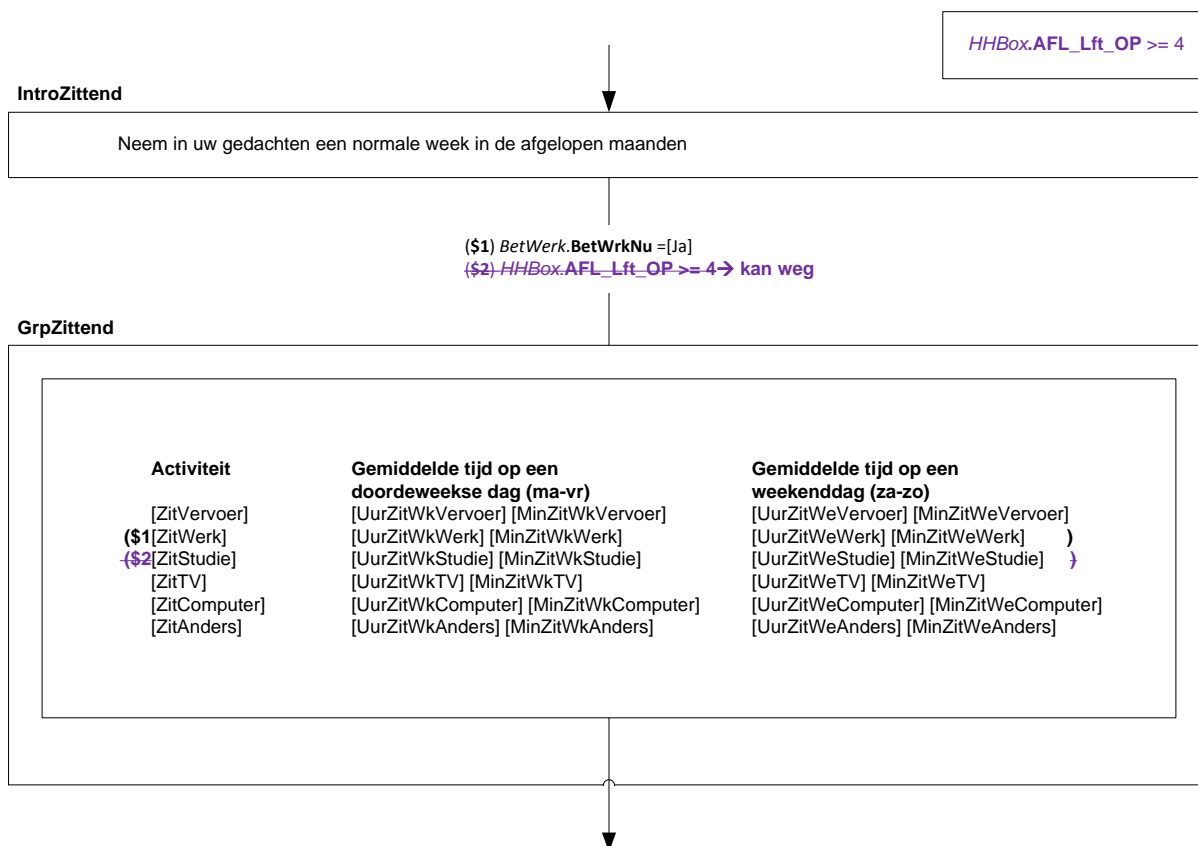 HHBox.AFL_Lft_OP >= 4
IntroZittend
Neem in uw gedachten een normale week in de afgelopen maanden
($1) BetWerk.BetWrkNu =[Ja]
($2) HHBox.AFL_Lft_OP >= 4→ kan weg
GrpZittend
Activiteit Gemiddelde tijd op een Gemiddelde tijd op een
doordeweekse dag (ma-vr) weekenddag (za-zo)
[ZitVervoer] [UurZitWkVervoer] [MinZitWkVervoer] [UurZitWeVervoer] [MinZitWeVervoer]
($1[ZitWerk] [UurZitWkWerk] [MinZitWkWerk] [UurZitWeWerk] [MinZitWeWerk] )
($2[ZitStudie] [UurZitWkStudie] [MinZitWkStudie] [UurZitWeStudie] [MinZitWeStudie] )
[ZitTV] [UurZitWkTV] [MinZitWkTV] [UurZitWeTV] [MinZitWeTV]
[ZitComputer] [UurZitWkComputer] [MinZitWkComputer] [UurZitWeComputer] [MinZitWeComputer]
[ZitAnders] [UurZitWkAnders] [MinZitWkAnders] [UurZitWeAnders] [MinZitWeAnders]